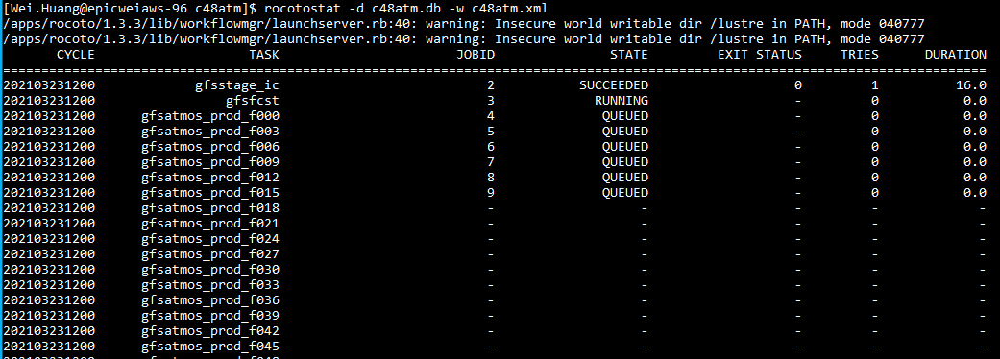 [Wei.Huang@epicweiaws-96 c48atm]$ rocotostat -d c48atm.db -w c48atm.xml
/apps/rocoto/1.3.3/lib/workflowmgr/launchserver.rb:40: warning: Insecure world writable dir /lustre in PATH, mode 040777
/apps/rocoto/1.3.3/lib/workflowmgr/launchserver.rb:40: warning: Insecure world writable dir /lustre in PATH, mode 040777
CYCLE TASK JOBID STATE EXIT STATUS TRIES DURATION
================================================================================================================================
202103231200 gfsstage_ic 2 SUCCEEDED 0 1 16.0
202103231200 gfsfcst 3 RUNNING - 0 0.0
202103231200 gfsatmos_prod_f000 4 QUEUED - 0 0.0
202103231200 gfsatmos_prod_f003 5 QUEUED - 0 0.0
202103231200 gfsatmos_prod_f006 6 QUEUED - 0 0.0
202103231200 gfsatmos_prod_f009 7 QUEUED - 0 0.0
202103231200 gfsatmos_prod_f012 8 QUEUED - 0 0.0
202103231200 gfsatmos_prod_f015 9 QUEUED - 0 0.0
202103231200 gfsatmos_prod_f018 - - - - -
202103231200 gfsatmos_prod_f021 - - - - -
202103231200 gfsatmos_prod_f024 - - - - -
202103231200 gfsatmos_prod_f027 - - - - -
202103231200 gfsatmos_prod_f030 - - - - -
202103231200 gfsatmos_prod_f033 - - - - -
202103231200 gfsatmos_prod_f036 - - - - -
202103231200 gfsatmos_prod_f039 - - - - -
202103231200 gfsatmos_prod_f042 - - - - -
202103231200 gfsatmos_prod_f045 - - - - -